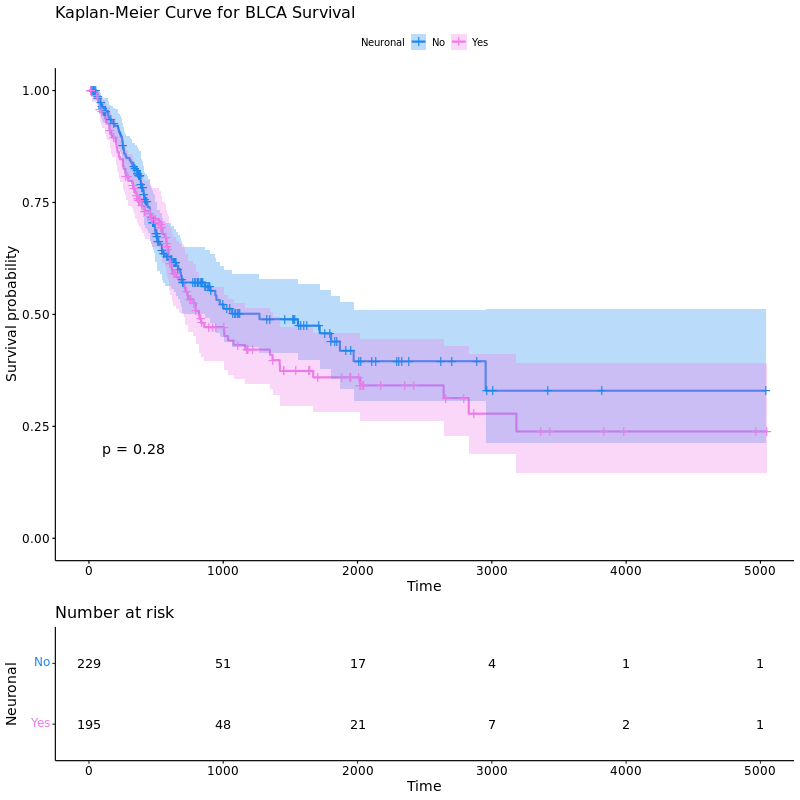 Kaplan-Meier Curve for BLCA Survival
Neuronal No Yes
Survival probability
1.00
0.75
0.50
0.25
0.00
p = 0.28
0 1000 2000 3000 4000 5000
Time
Number at risk
Neuronal
No 229 51 17 4 1 1
Yes 195 48 21 7 2 1
0 1000 2000 3000 4000 5000
Time